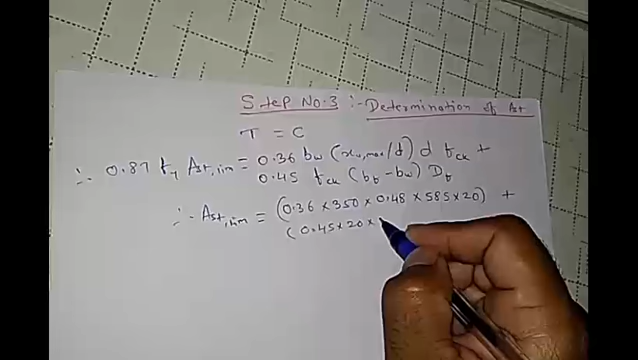 Step No.3 :- Determination of Ast
T = C
∴ 0.87 fy Ast,lim = 0.36 bw (xu,max/d) d fck +
0.45 fck (bf - bw) Df
∴ Ast,lim = (0.36 × 350 × 0.48 × 585 × 20) +
(0.45 × 20 ×